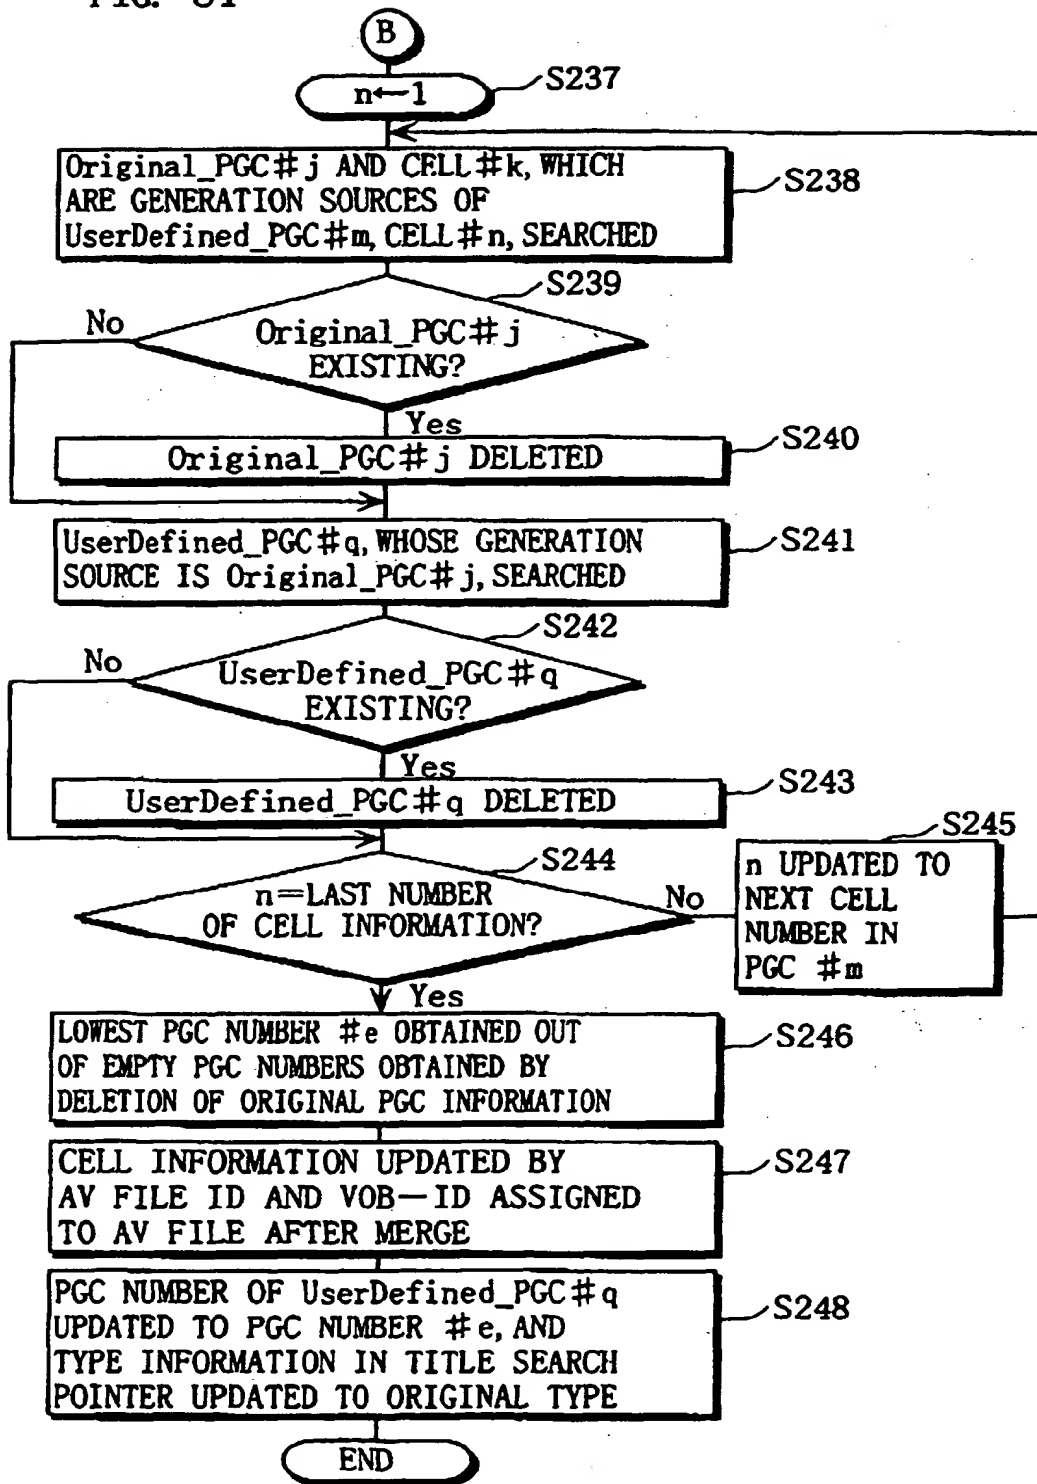 FIG. 81
B
n←1
S237
Original_PGC#j AND CELL#k, WHICH
ARE GENERATION SOURCES OF
UserDefined_PGC#m, CELL#n, SEARCHED
S238
S239
No
Original_PGC#j
EXISTING?
Yes
S240
Original_PGC#j DELETED
UserDefined_PGC#q, WHOSE GENERATION
SOURCE IS Original_PGC#j, SEARCHED
S241
S242
No
UserDefined_PGC#q
EXISTING?
Yes
S243
UserDefined_PGC#q DELETED
S244
n=LAST NUMBER
OF CELL INFORMATION?
No
S245
n UPDATED TO
NEXT CELL
NUMBER IN
PGC #m
Yes
LOWEST PGC NUMBER #e OBTAINED OUT
OF EMPTY PGC NUMBERS OBTAINED BY
DELETION OF ORIGINAL PGC INFORMATION
S246
CELL INFORMATION UPDATED BY
AV FILE ID AND VOB-ID ASSIGNED
TO AV FILE AFTER MERGE
S247
PGC NUMBER OF UserDefined_PGC#q
UPDATED TO PGC NUMBER #e, AND
TYPE INFORMATION IN TITLE SEARCH
POINTER UPDATED TO ORIGINAL TYPE
S248
END